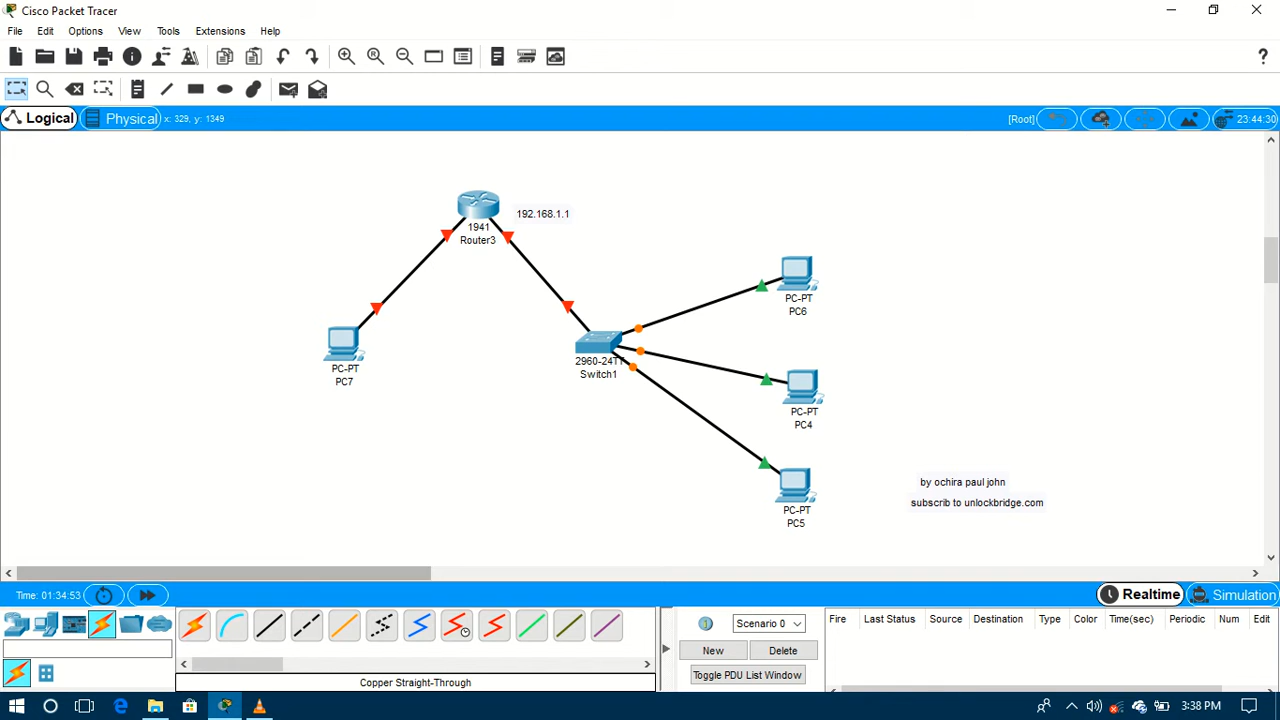 Cisco Packet Tracer
File Edit Options View Tools Extensions Help
?
Logical Physical x: 329, y: 1349 [Root] 23:44:30
192.168.1.1
1941
Router3
PC-PT
PC6
2960-24TT
Switch1
PC-PT
PC7
PC-PT
PC4
PC-PT
PC5
by ochira paul john
subscrib to unlockbridge.com
Time: 01:34:53 Realtime Simulation
Scenario 0
New Delete
Toggle PDU List Window
Fire Last Status Source Destination Type Color Time(sec) Periodic Num Edit
Copper Straight-Through
3:38 PM